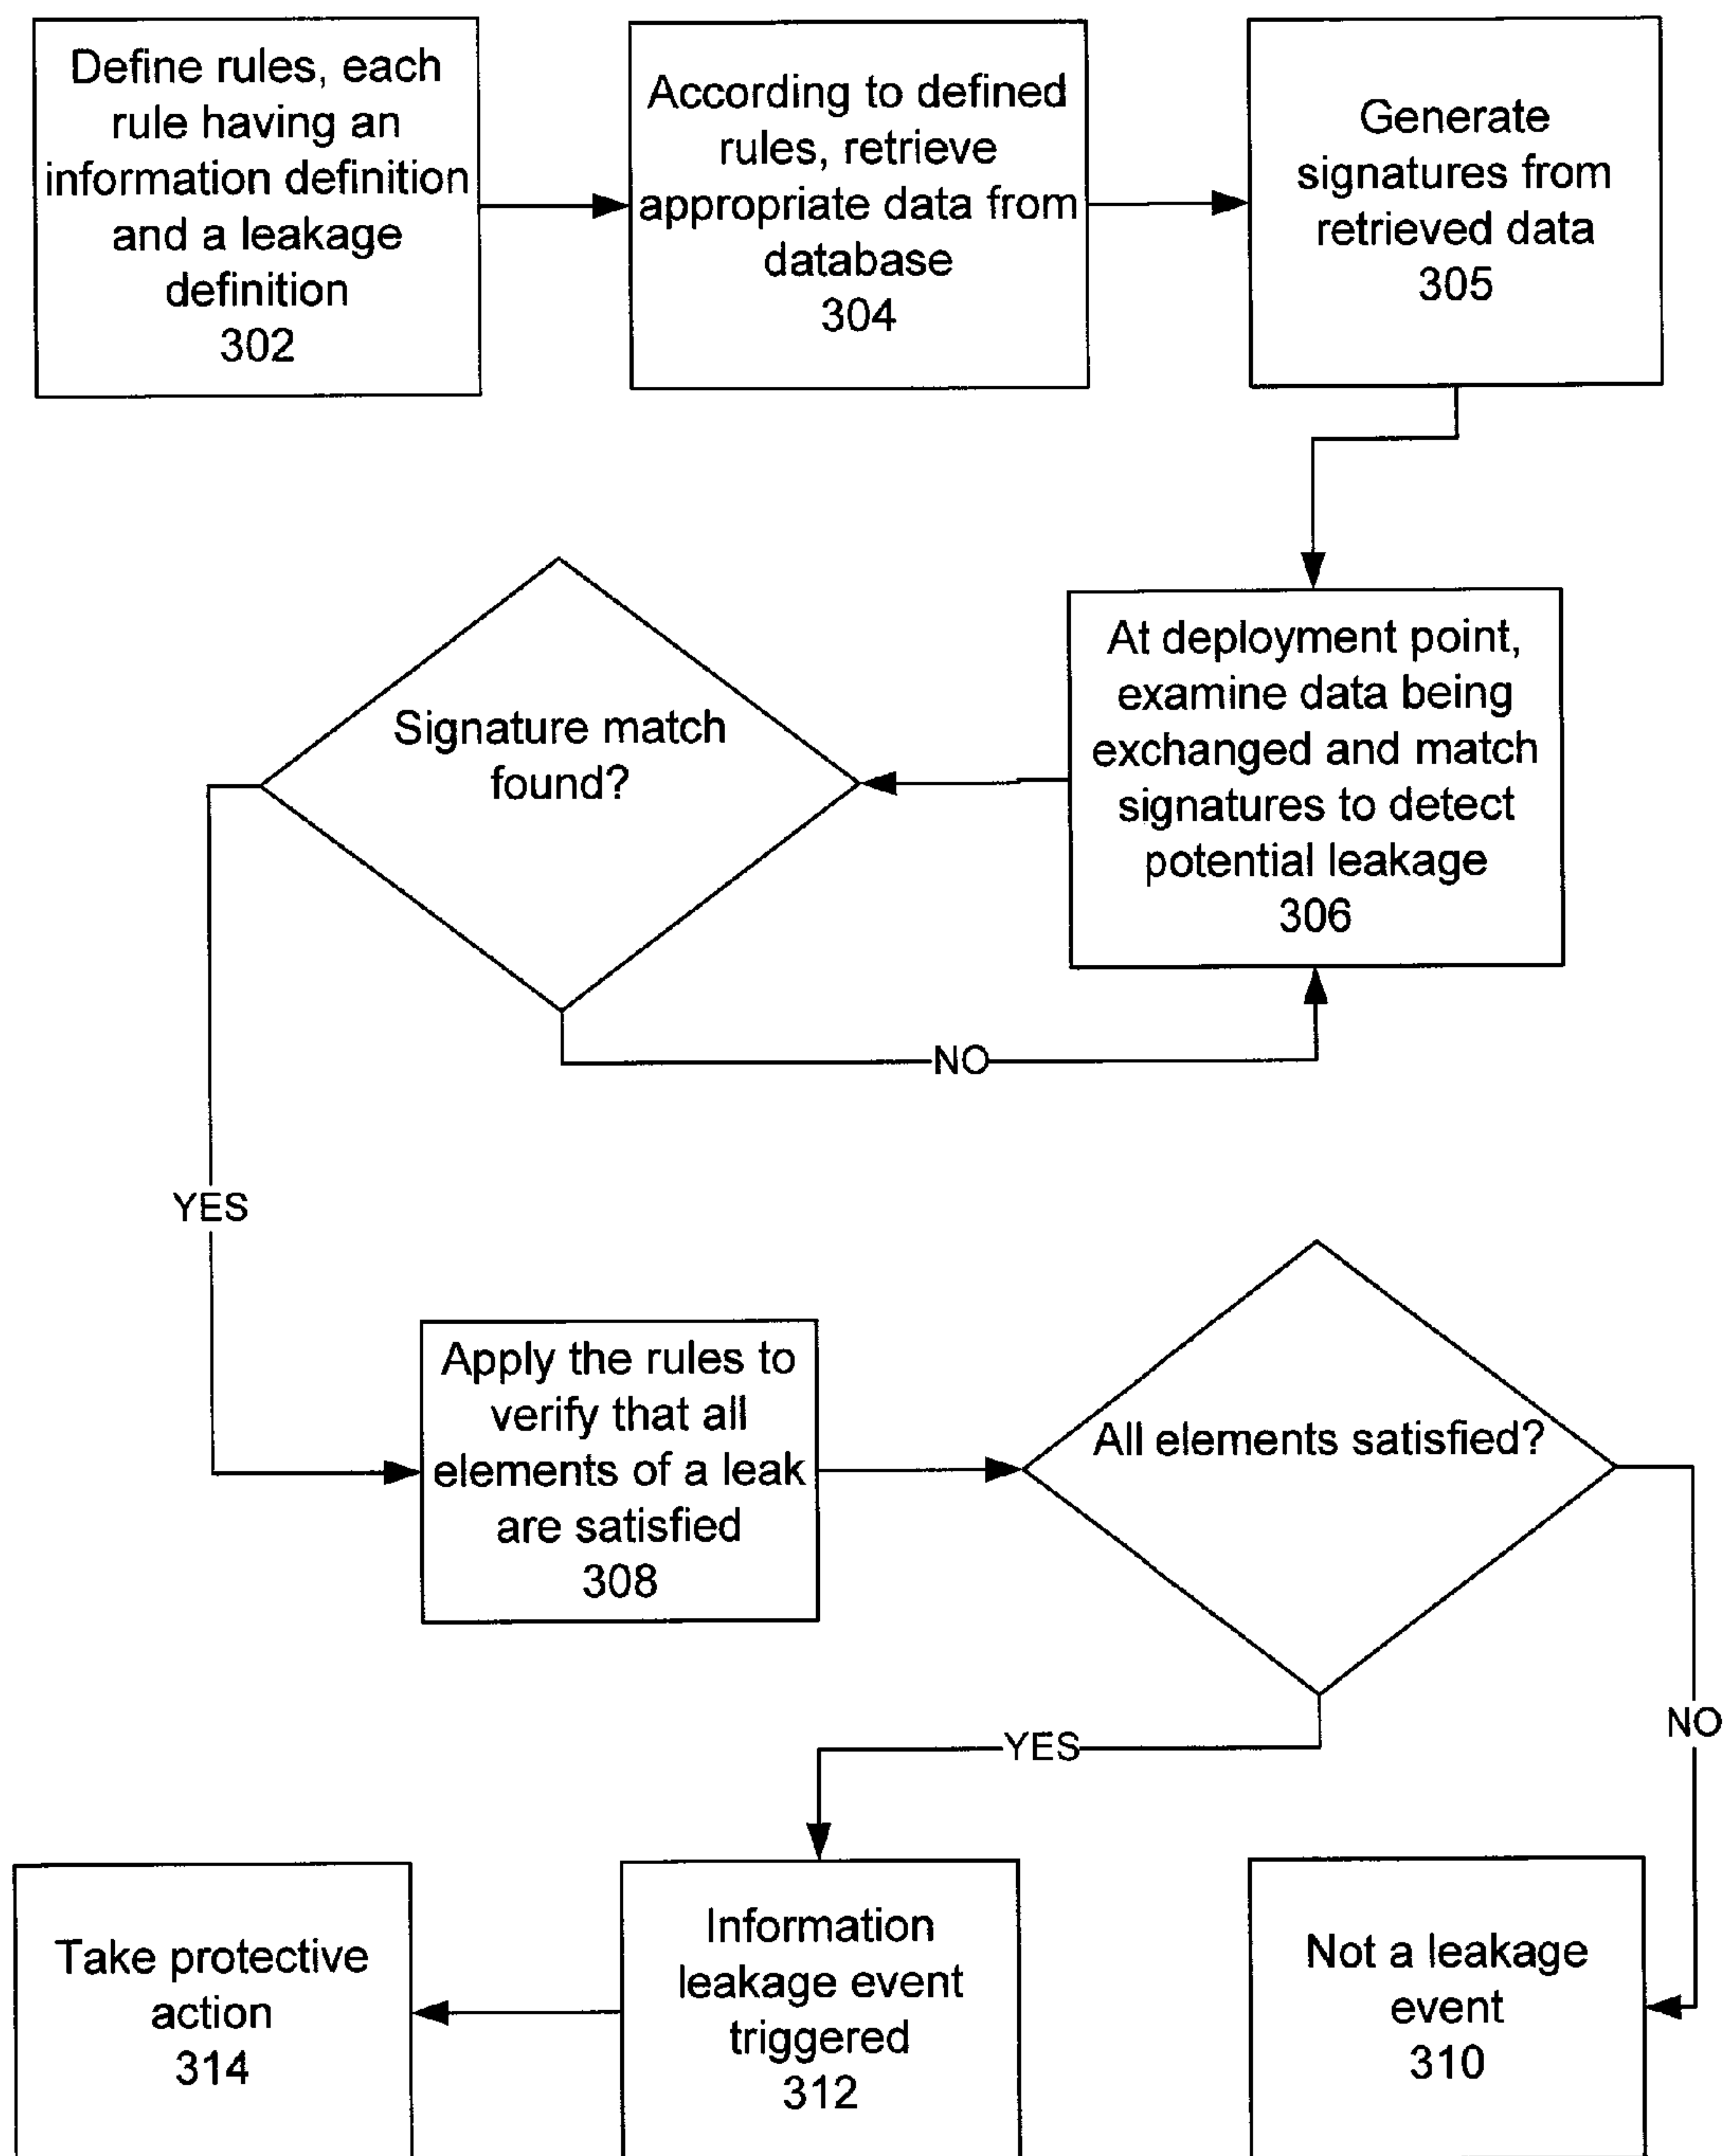 Define rules, each
rule having an
information definition
and a leakage
definition
302
According to defined
rules, retrieve
appropriate data from
database
304
Generate
signatures from
retrieved data
305
At deployment point,
examine data being
exchanged and match
signatures to detect
potential leakage
306
Signature match
found?
NO
YES
Apply the rules to
verify that all
elements of a leak
are satisfied
308
All elements satisfied?
YES
NO
Take protective
action
314
Information
leakage event
triggered
312
Not a leakage
event
310